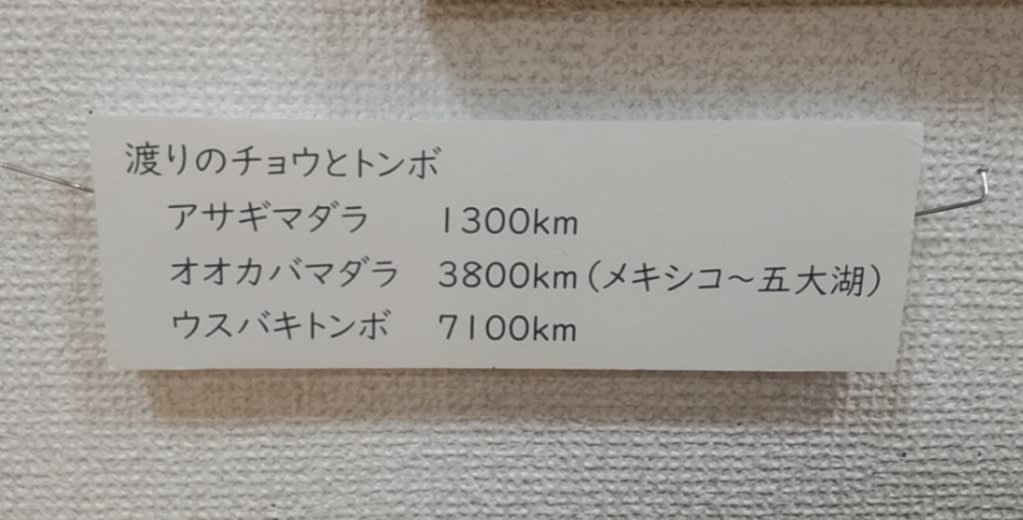 渡りのチョウとトンボ
アサギマダラ 1300km
オオカバマダラ 3800km(メキシコ〜五大湖)
ウスバキトンボ 7100km